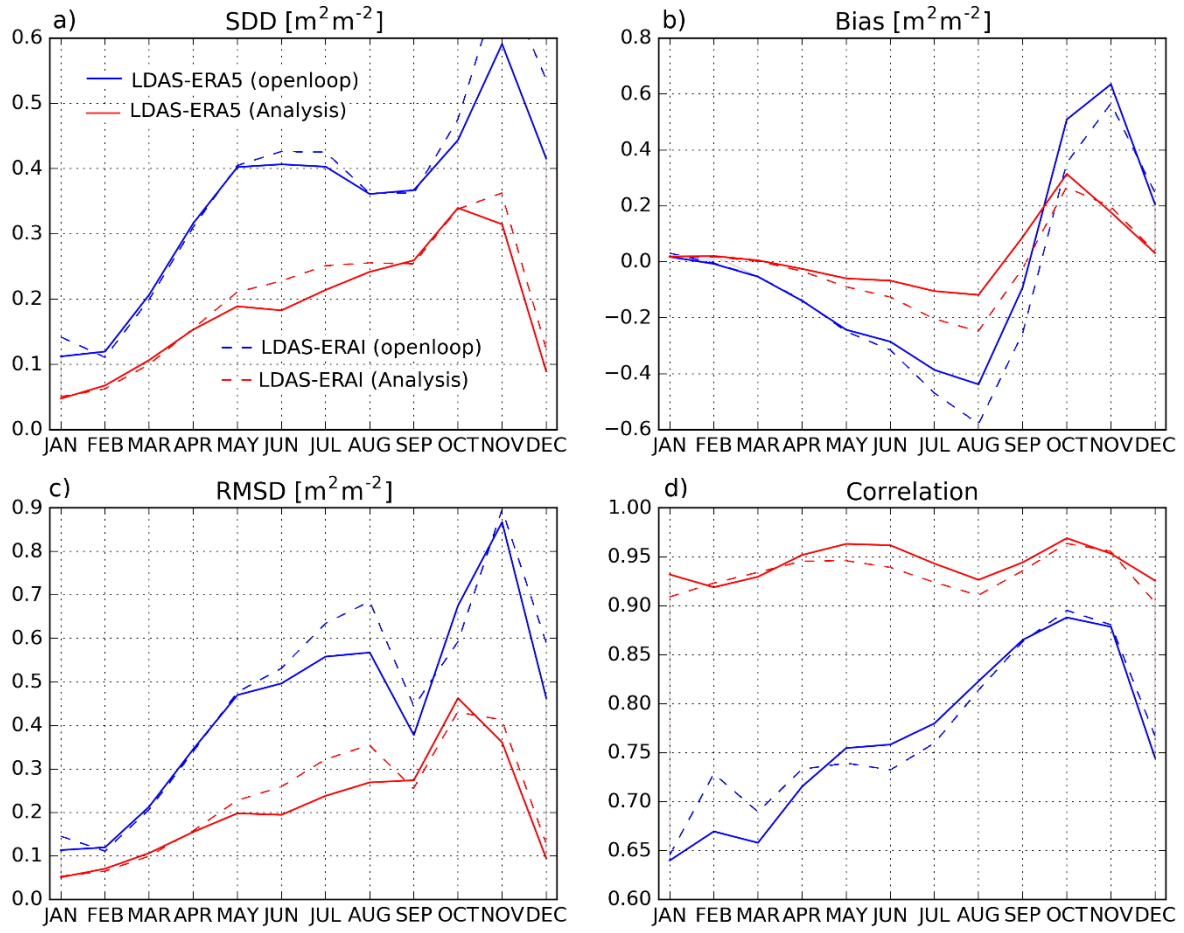 a) SDD [m²m⁻²]
0.6
0.5
0.4
0.3
0.2
0.1
0.0
LDAS-ERA5 (openloop)
LDAS-ERA5 (Analysis)
LDAS-ERAI (openloop)
LDAS-ERAI (Analysis)
JAN FEB MAR APR MAY JUN JUL AUG SEP OCT NOV DEC
b) Bias [m²m⁻²]
0.8
0.6
0.4
0.2
0.0
−0.2
−0.4
−0.6
JAN FEB MAR APR MAY JUN JUL AUG SEP OCT NOV DEC
c) RMSD [m²m⁻²]
0.9
0.8
0.7
0.6
0.5
0.4
0.3
0.2
0.1
0.0
JAN FEB MAR APR MAY JUN JUL AUG SEP OCT NOV DEC
d) Correlation
1.00
0.95
0.90
0.85
0.80
0.75
0.70
0.65
0.60
JAN FEB MAR APR MAY JUN JUL AUG SEP OCT NOV DEC